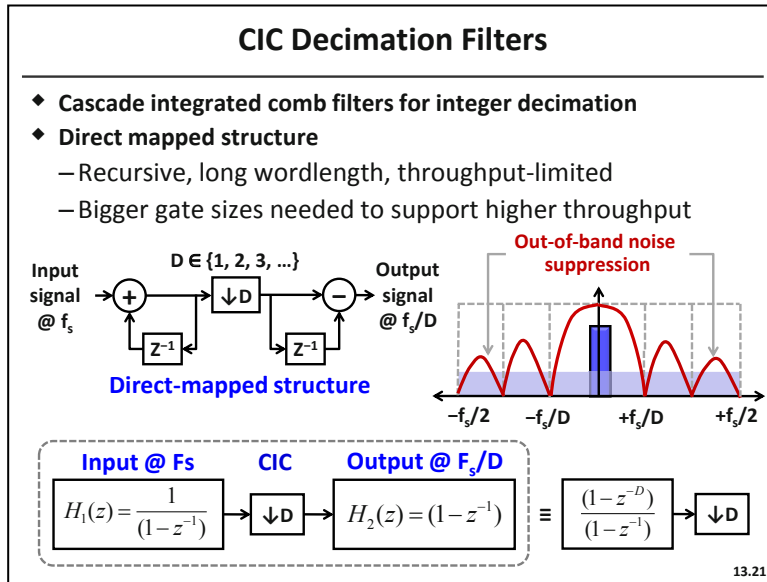 CIC Decimation Filters
◆ Cascade integrated comb filters for integer decimation
◆ Direct mapped structure
–Recursive, long wordlength, throughput-limited
–Bigger gate sizes needed to support higher throughput
Input
signal
@ fₛ
D ∈ {1, 2, 3, …}
+
↓D
−
Z⁻¹
Z⁻¹
Output
signal
@ fₛ/D
Direct-mapped structure
Out-of-band noise
suppression
−fₛ/2
−fₛ/D
+fₛ/D
+fₛ/2
Input @ Fs
CIC
Output @ Fₛ/D
H₁(z) = 1/(1−z⁻¹)
↓D
H₂(z) = (1−z⁻¹)
≡
(1−z⁻ᴰ)/(1−z⁻¹)
↓D
13.21